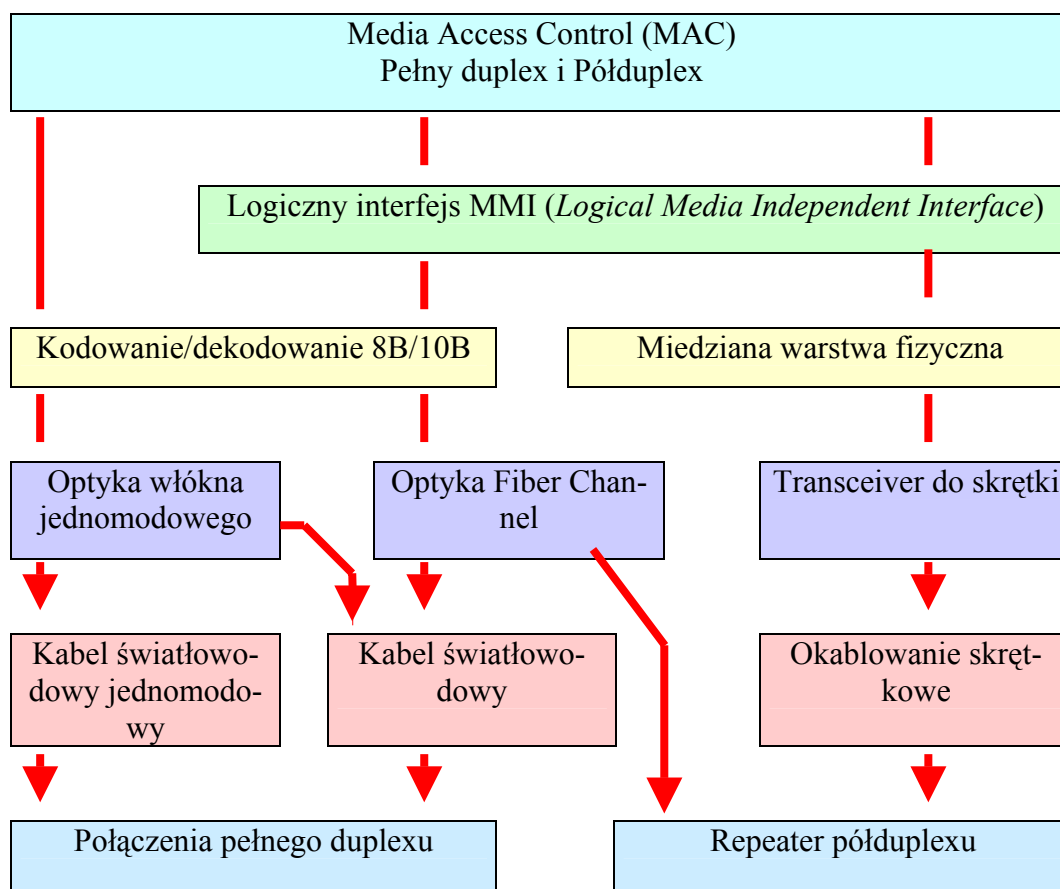 Media Access Control (MAC)
Pełny duplex i Półduplex
Logiczny interfejs MMI (Logical Media Independent Interface)
Kodowanie/dekodowanie 8B/10B
Miedziana warstwa fizyczna
Optyka włókna
jednomodowego
Optyka Fiber Chan-
nel
Transceiver do skrętki
Kabel światłowo-
dowy jednomodo-
wy
Kabel światłowo-
dowy
Okablowanie skręt-
kowe
Połączenia pełnego duplexu
Repeater półduplexu